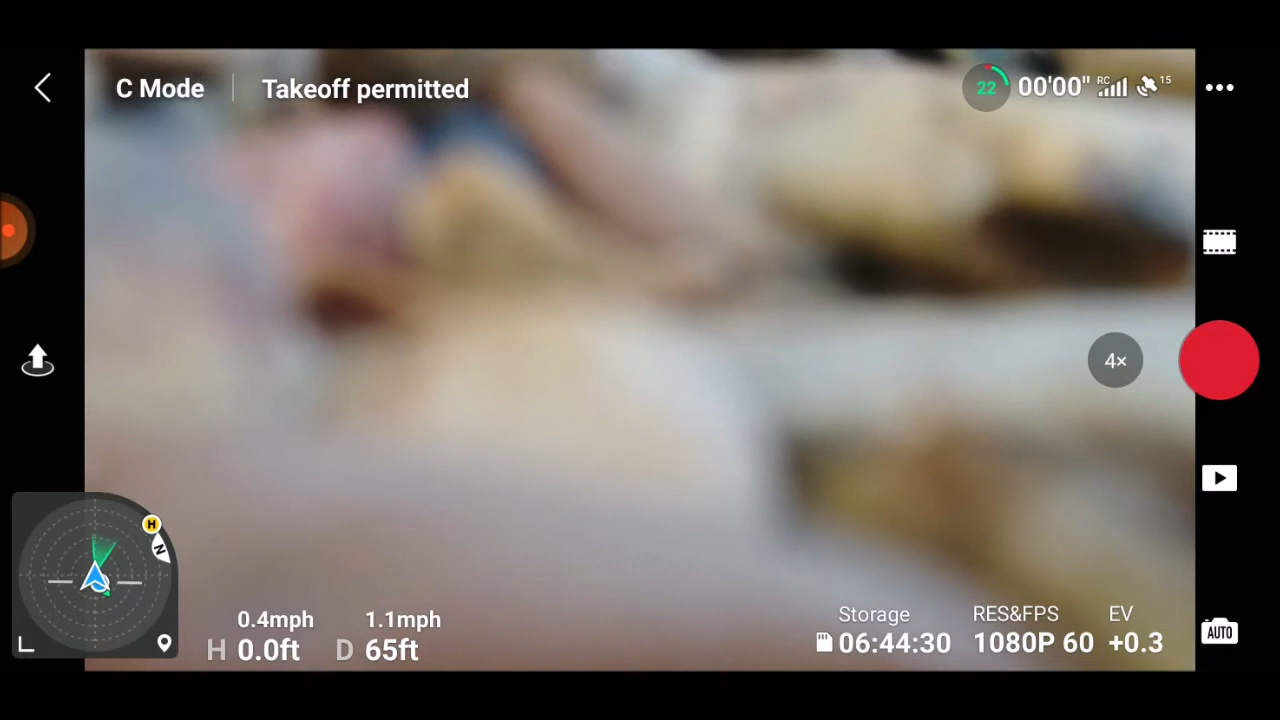 C Mode
Takeoff permitted
22
00'00"
RC
15
4×
H
N
0.4mph
1.1mph
H 0.0ft
D 65ft
Storage
RES&FPS
EV
06:44:30
1080P 60
+0.3
AUTO